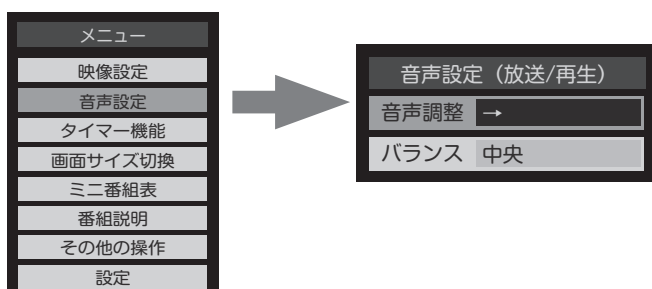 メニュー
映像設定
音声設定
タイマー機能
画面サイズ切換
ミニ番組表
番組説明
その他の操作
設定
音声設定（放送/再生）
音声調整 →
バランス 中央